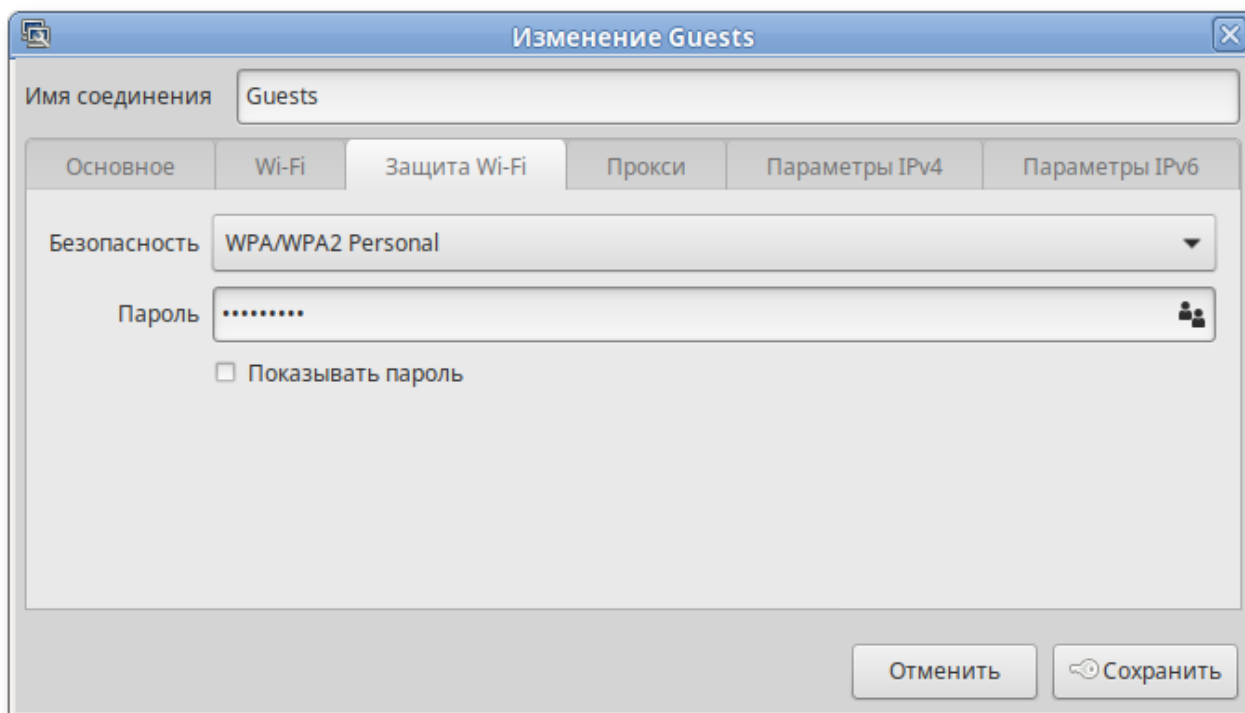 Изменение Guests
Имя соединения Guests
Основное Wi-Fi Защита Wi-Fi Прокси Параметры IPv4 Параметры IPv6
Безопасность WPA/WPA2 Personal
Пароль •••••••••
Показывать пароль
Отменить Сохранить